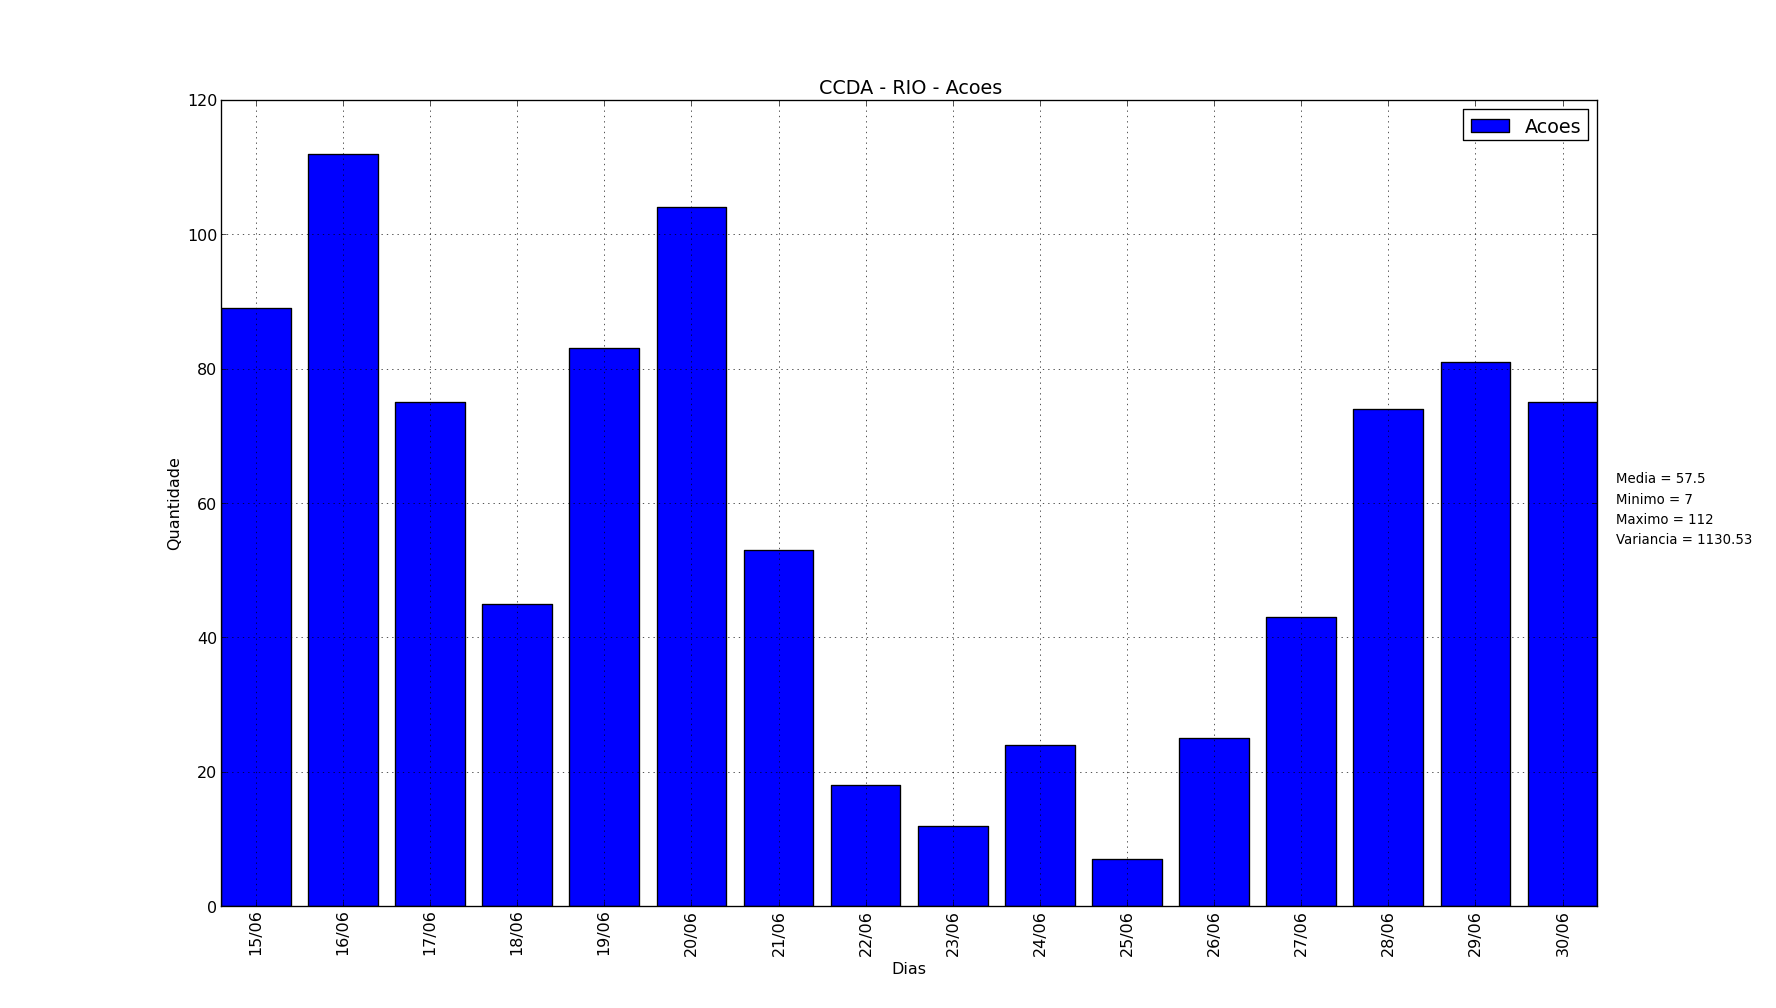 CCDA - RIO - Acoes
Acoes
120
100
80
60
40
20
0
Quantidade
15/06
16/06
17/06
18/06
19/06
20/06
21/06
22/06
23/06
24/06
25/06
26/06
27/06
28/06
29/06
30/06
Dias
Media = 57.5
Minimo = 7
Maximo = 112
Variancia = 1130.53